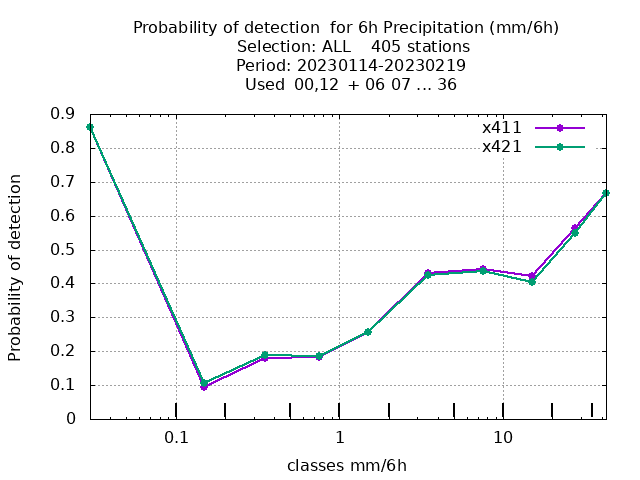 Probability of detection  for 6h Precipitation (mm/6h)
Selection: ALL    405 stations
Period: 20230114-20230219
Used  00,12  + 06 07 ... 36
x411
x421
0.9
0.8
0.7
0.6
0.5
0.4
0.3
0.2
0.1
0
Probability of detection
0.1
1
10
classes mm/6h